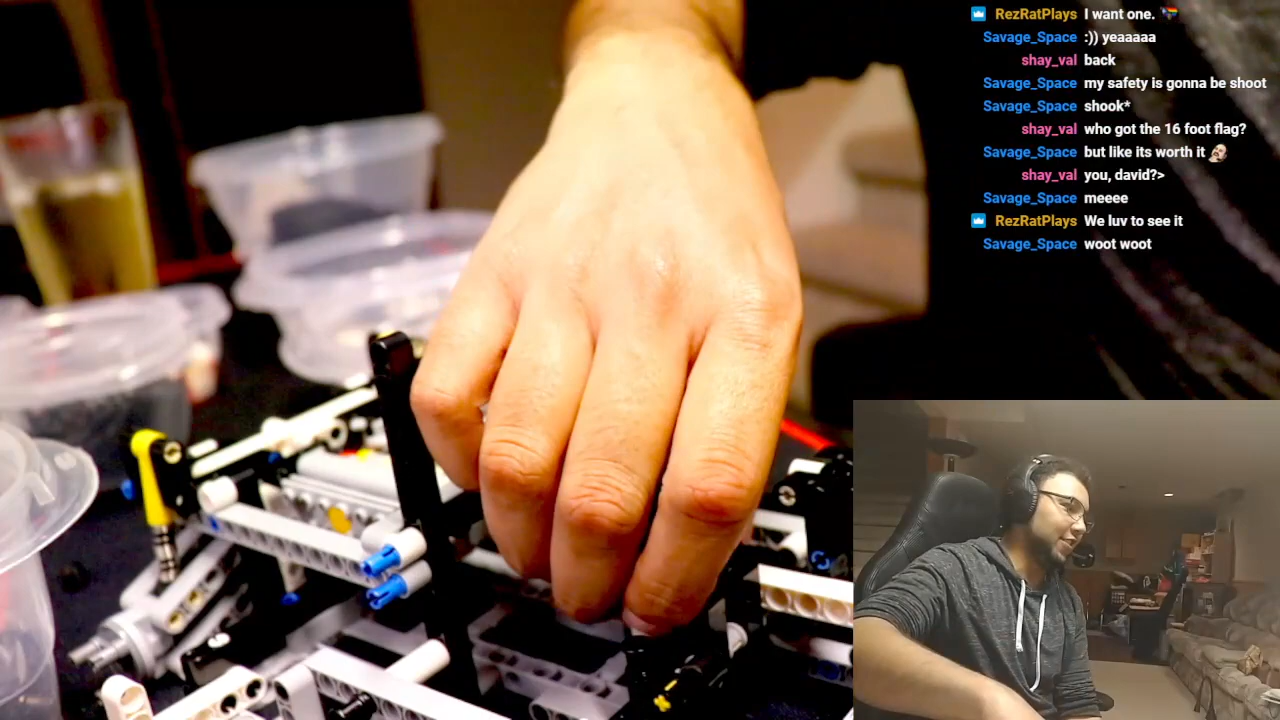 RezRatPlays I want one.
Savage_Space :)) yeaaaaa
shay_val back
Savage_Space my safety is gonna be shoot
Savage_Space shook*
shay_val who got the 16 foot flag?
Savage_Space but like its worth it
shay_val you, david?>
Savage_Space meeee
RezRatPlays We luv to see it
Savage_Space woot woot